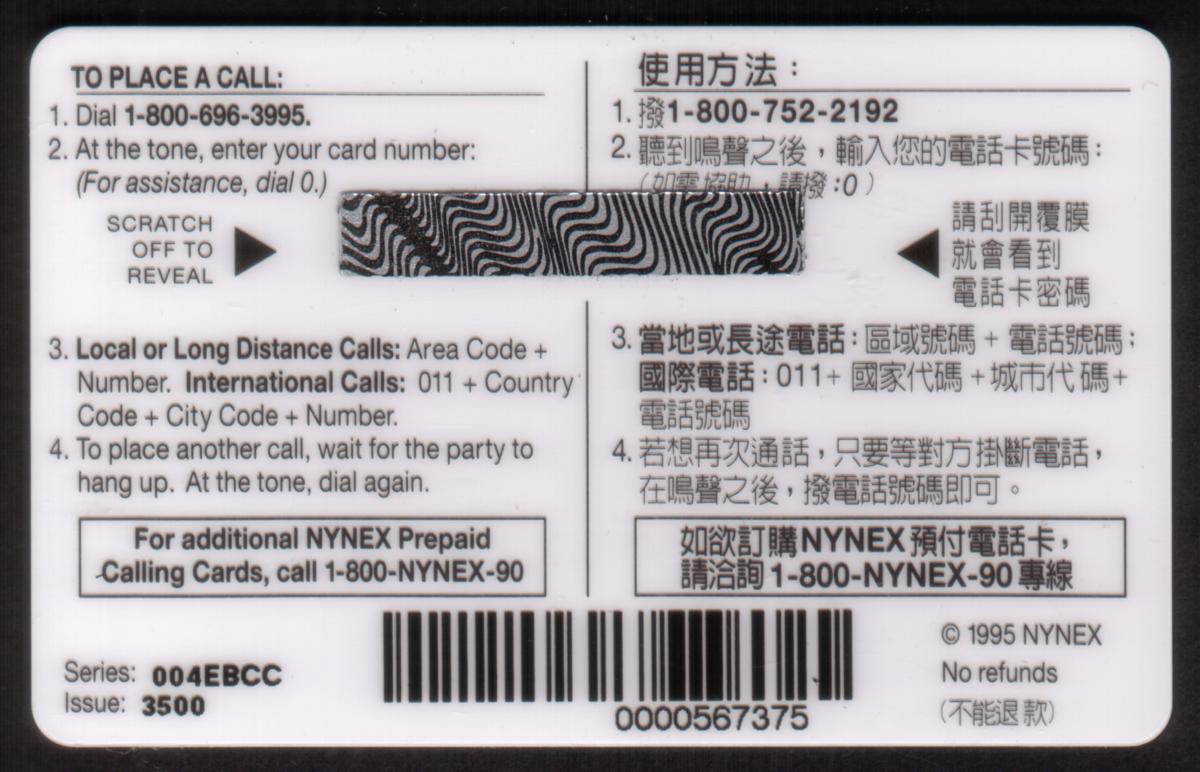 TO PLACE A CALL:
1. Dial 1-800-696-3995.
2. At the tone, enter your card number:
(For assistance, dial 0.)
SCRATCH
OFF TO
REVEAL
3. Local or Long Distance Calls: Area Code +
Number. International Calls: 011 + Country
Code + City Code + Number.
4. To place another call, wait for the party to
hang up. At the tone, dial again.
For additional NYNEX Prepaid
Calling Cards, call 1-800-NYNEX-90
使用方法：
1. 撥1-800-752-2192
2. 聽到鳴聲之後，輸入您的電話卡號碼：
（如需協助，請撥:0）
請刮開覆膜
就會看到
電話卡密碼
3. 當地或長途電話：區域號碼 + 電話號碼；
國際電話：011+ 國家代碼 +城市代碼+
電話號碼
4. 若想再次通話，只要等對方掛斷電話，
在鳴聲之後，撥電話號碼即可。
如欲訂購NYNEX預付電話卡，
請洽詢1-800-NYNEX-90專線
Series: 004EBCC
Issue: 3500
0000567375
© 1995 NYNEX
No refunds
（不能退款）